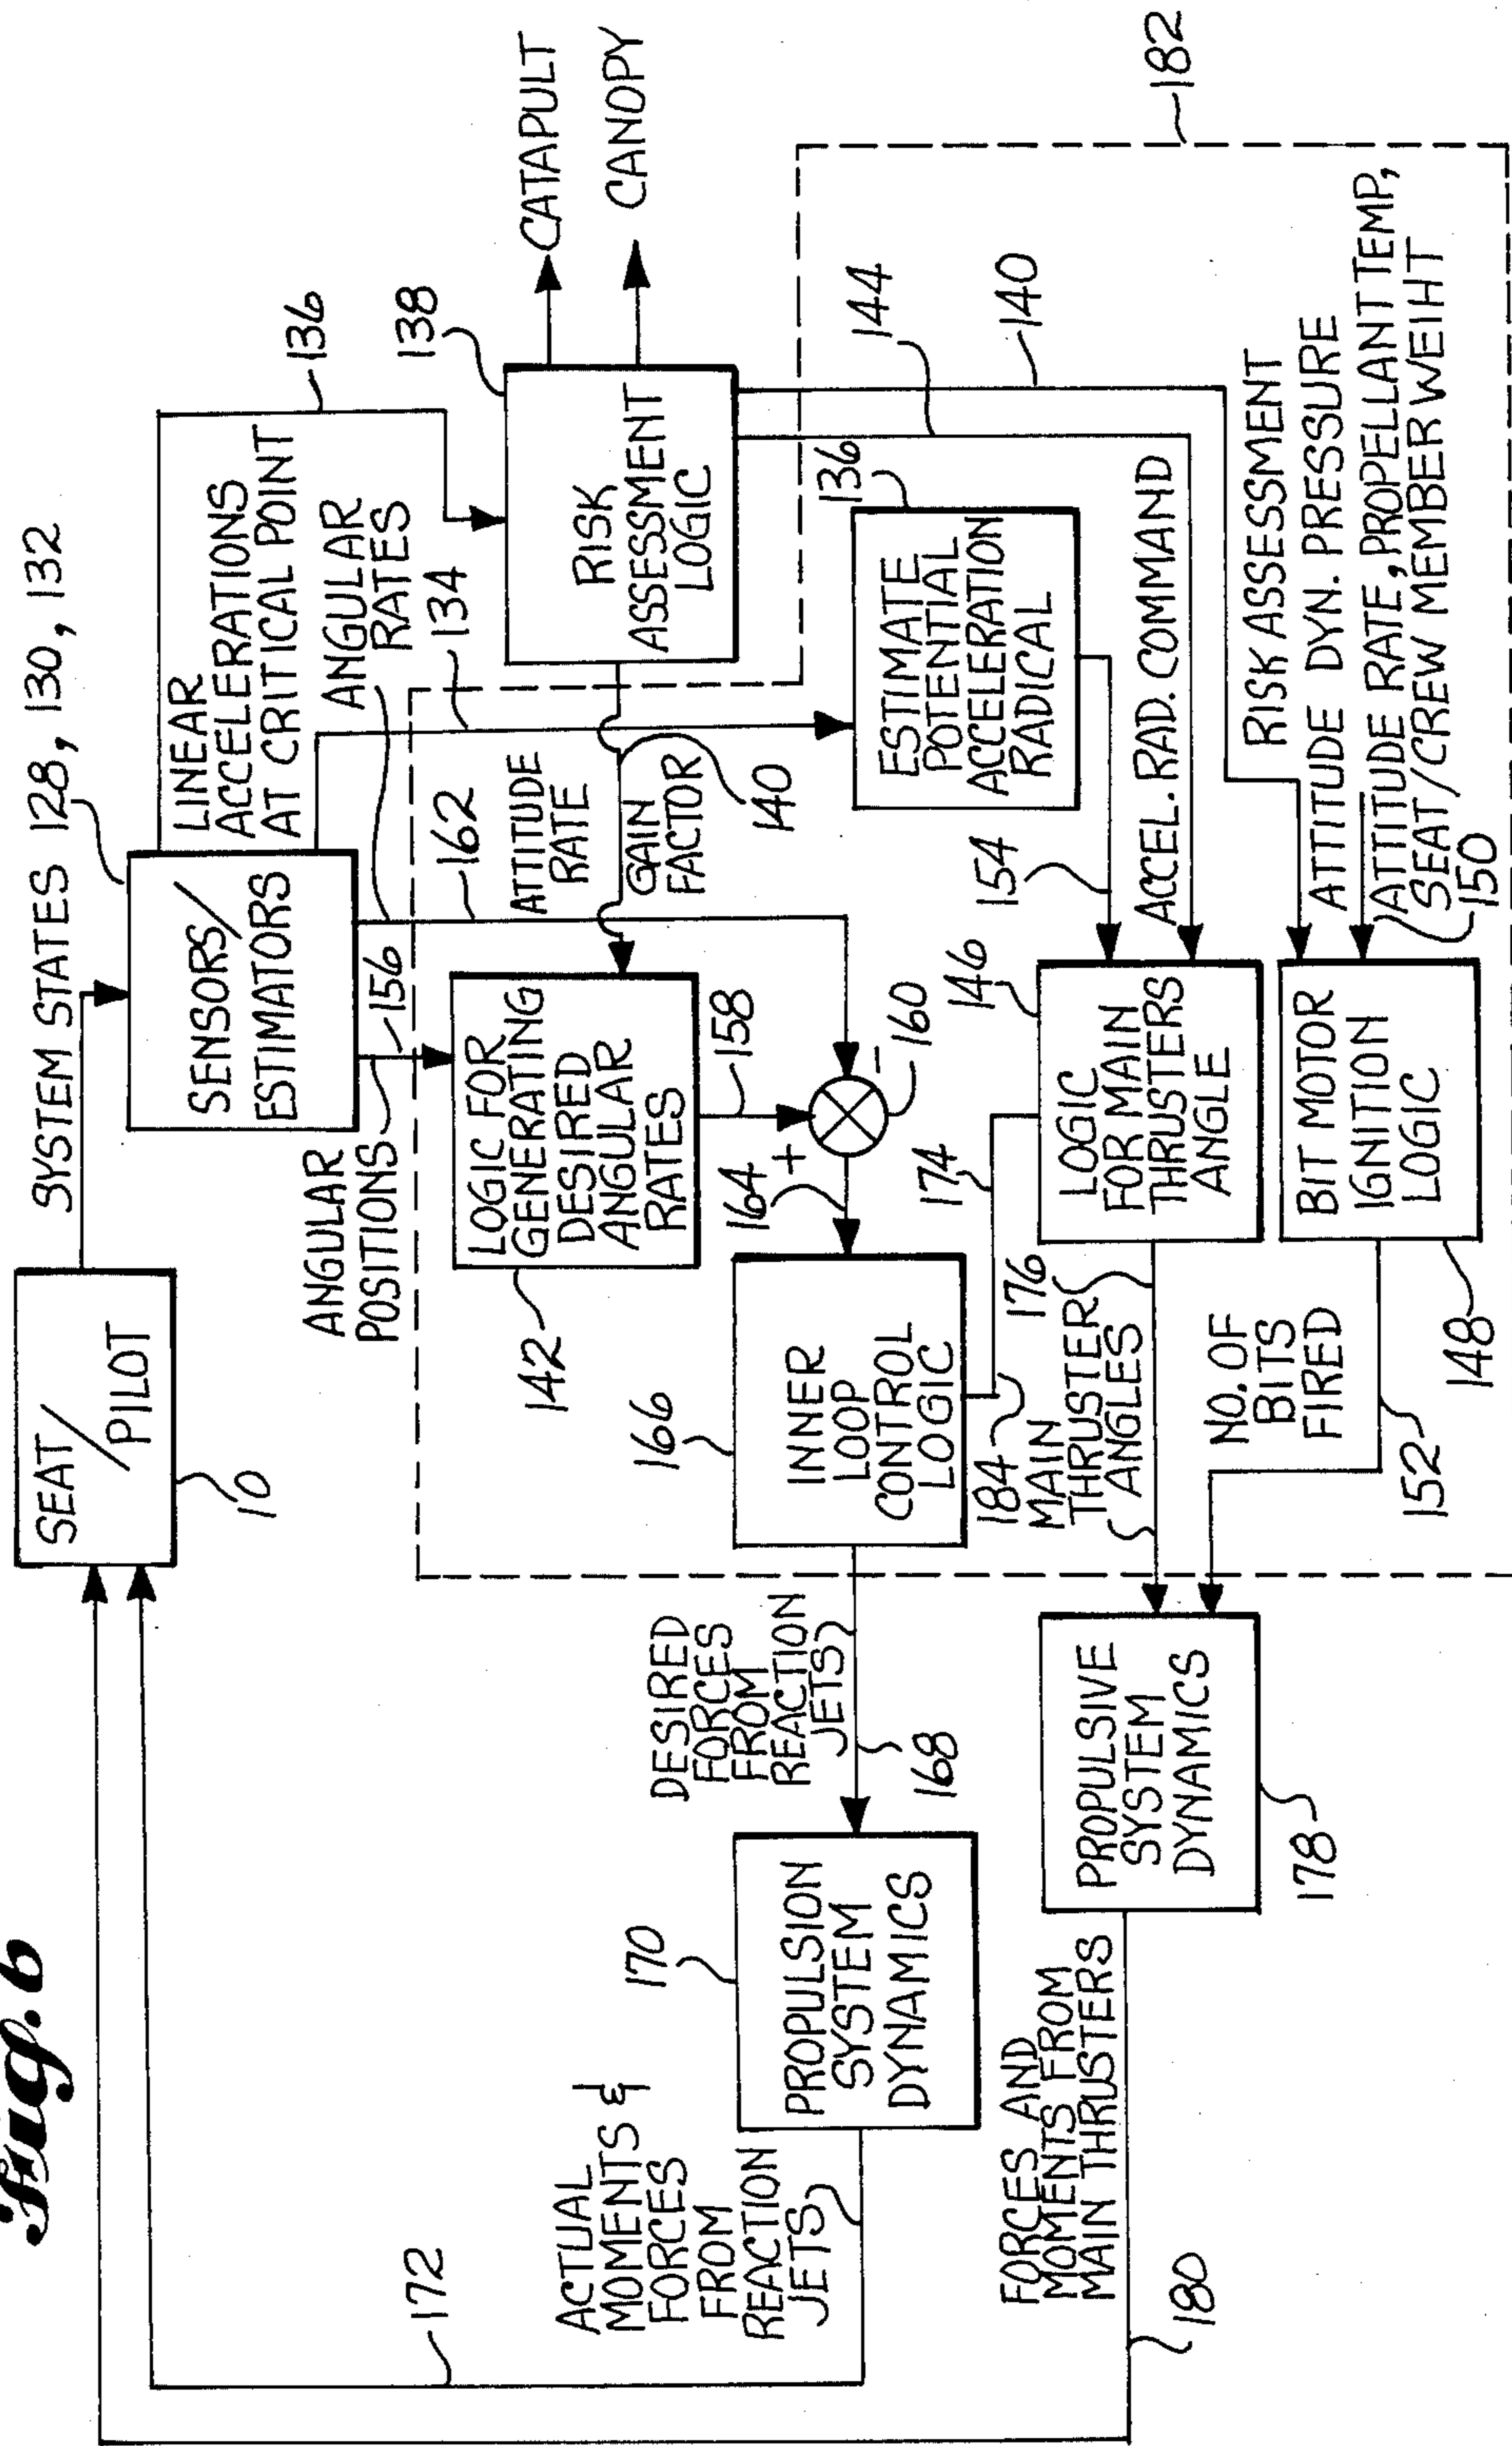 Fig. 6
SEAT/
PILOT
10
SYSTEM STATES
128, 130, 132
SENSORS/
ESTIMATORS
LINEAR
ACCELERATIONS
AT CRITICAL POINT
136
ANGULAR
RATES
134
138
RISK
ASSESSMENT
LOGIC
CATAPULT
CANOPY
182
ANGULAR
POSITIONS
156
162
ATTITUDE
RATE
GAIN
FACTOR
140
142
LOGIC FOR
GENERATING
DESIRED
ANGULAR
RATES
158
+
-
160
164
136
ESTIMATE
POTENTIAL
ACCELERATION
RADICAL
144
140
154
ACCEL. RAD. COMMAND
166
INNER
LOOP
CONTROL
LOGIC
174
184
146
LOGIC
FOR MAIN
THRUSTERS
ANGLE
RISK ASSESSMENT
ATTITUDE DYN. PRESSURE
ATTITUDE RATE, PROPELLANT TEMP,
SEAT/CREW MEMBER WEIHT
150
BIT MOTOR
IGNITION
LOGIC
148
176
MAIN
THRUSTER
ANGLES
NO. OF
BITS
FIRED
152
DESIRED
FORCES
FROM
REACTION
JETS
168
170
PROPULSION
SYSTEM
DYNAMICS
PROPULSIVE
SYSTEM
DYNAMICS
178
ACTUAL
MOMENTS &
FORCES
FROM
REACTION
JETS
172
FORCES AND
MOMENTS FROM
MAIN THRUSTERS
180